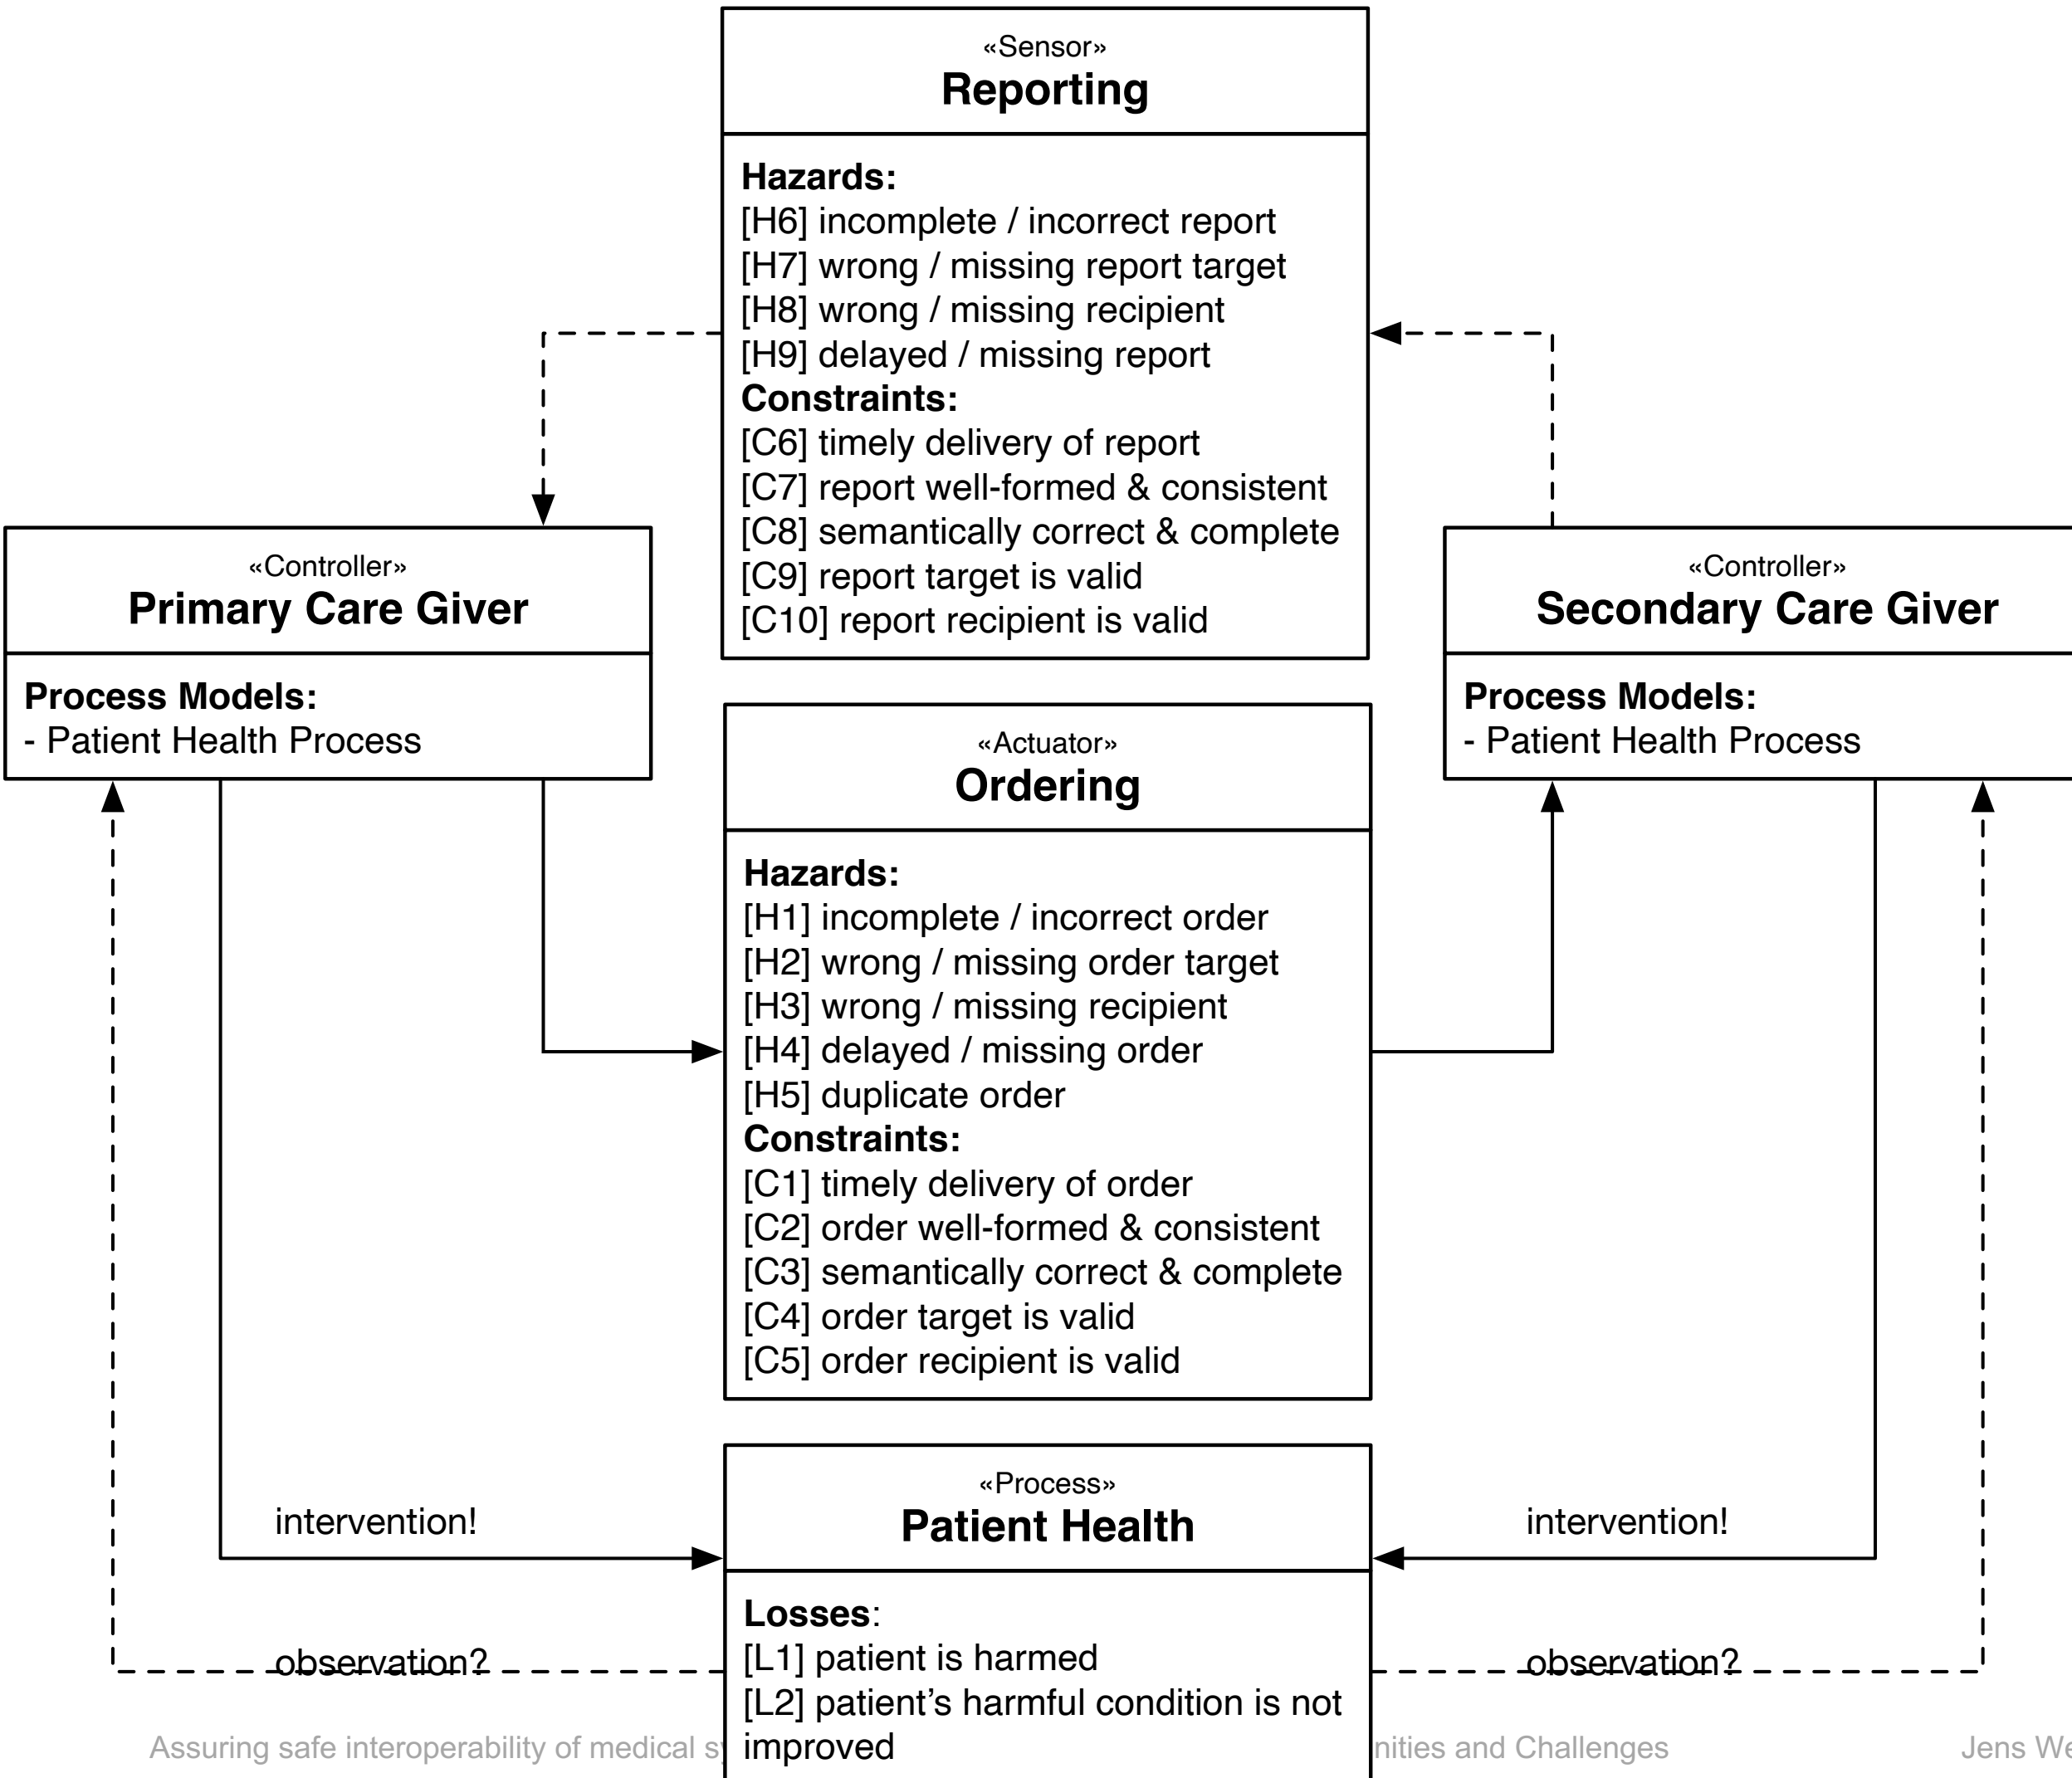 «Sensor»
Reporting
Hazards:
[H6] incomplete / incorrect report
[H7] wrong / missing report target
[H8] wrong / missing recipient
[H9] delayed / missing report
Constraints:
[C6] timely delivery of report
[C7] report well-formed & consistent
[C8] semantically correct & complete
[C9] report target is valid
[C10] report recipient is valid
«Controller»
Primary Care Giver
Process Models:
- Patient Health Process
«Controller»
Secondary Care Giver
Process Models:
- Patient Health Process
«Actuator»
Ordering
Hazards:
[H1] incomplete / incorrect order
[H2] wrong / missing order target
[H3] wrong / missing recipient
[H4] delayed / missing order
[H5] duplicate order
Constraints:
[C1] timely delivery of order
[C2] order well-formed & consistent
[C3] semantically correct & complete
[C4] order target is valid
[C5] order recipient is valid
intervention!
observation?
«Process»
Patient Health
Losses:
[L1] patient is harmed
[L2] patient's harmful condition is not
improved
intervention!
observation?
Assuring safe interoperability of medical
and Challenges
Jens